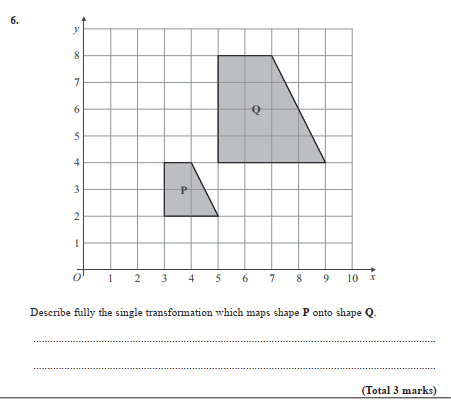 6.
y
8
7
6
5
4
3
2
1
Q
P
O 1 2 3 4 5 6 7 8 9 10 x
Describe fully the single transformation which maps shape P onto shape Q.
(Total 3 marks)